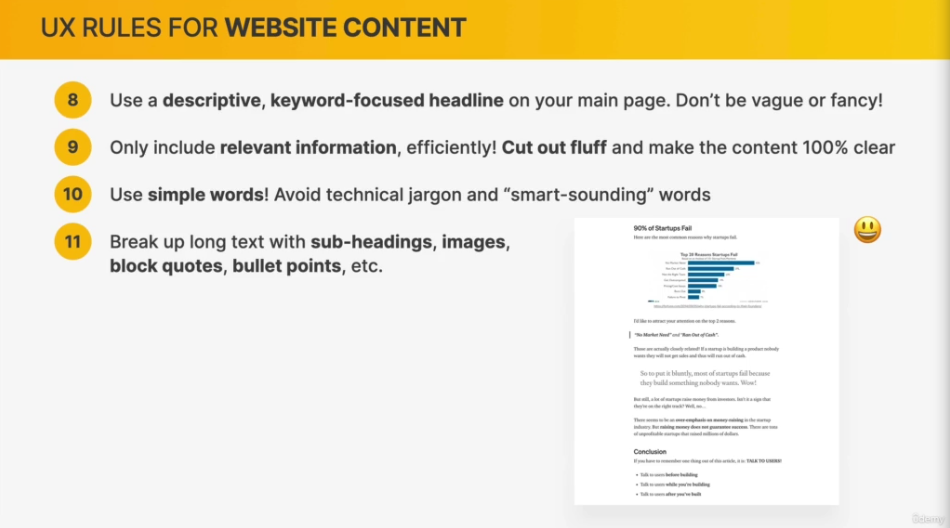 UX RULES FOR WEBSITE CONTENT
8 Use a descriptive, keyword-focused headline on your main page. Don't be vague or fancy!
9 Only include relevant information, efficiently! Cut out fluff and make the content 100% clear
10 Use simple words! Avoid technical jargon and “smart-sounding” words
11 Break up long text with sub-headings, images,
block quotes, bullet points, etc.
90% of Startups Fail
Here are the most common reasons why startups fail.
Top 20 Reasons Startups Fail
I'd like to attract your attention on the top 2 reasons.
"No Market Need" and "Ran Out of Cash".
These are actually closely related! If a startup is building a product nobody
wants they will not get sales and thus will run out of cash.
So to put it bluntly, most of startups fail because
they build something nobody wants. Wow!
But still, a lot of startups raise money from investors. Isn't it a sign that
they're on the right track? Well, no...
There seems to be an over-emphasis on money raising in the startup
industry. But raising money does not guarantee success. There are tons
of unprofitable startups that raised millions of dollars.
Conclusion
If you have to remember one thing out of this article, it is: TALK TO USERS!
• Talk to users before building
• Talk to users while you're building
• Talk to users after you've built
Udemy